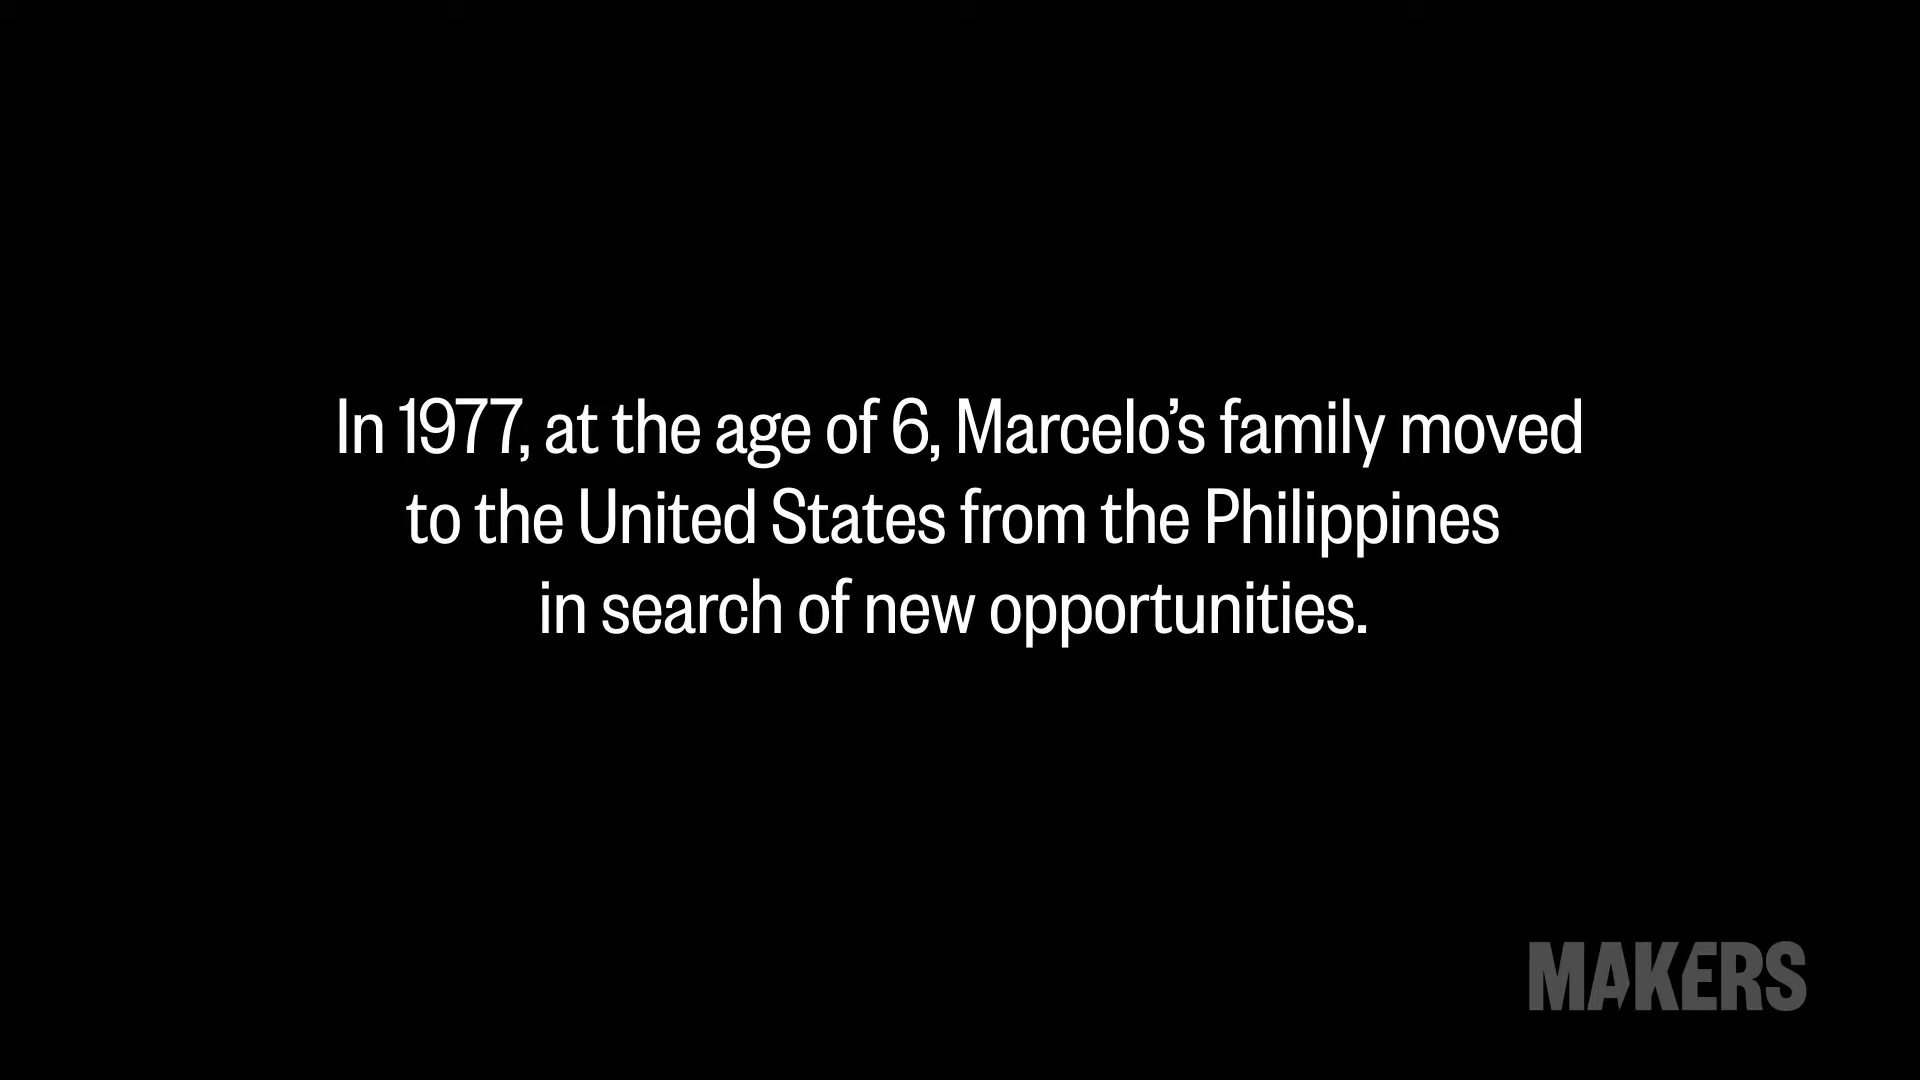 In 1977, at the age of 6, Marcelo’s family moved
to the United States from the Philippines
in search of new opportunities.
MAKERS